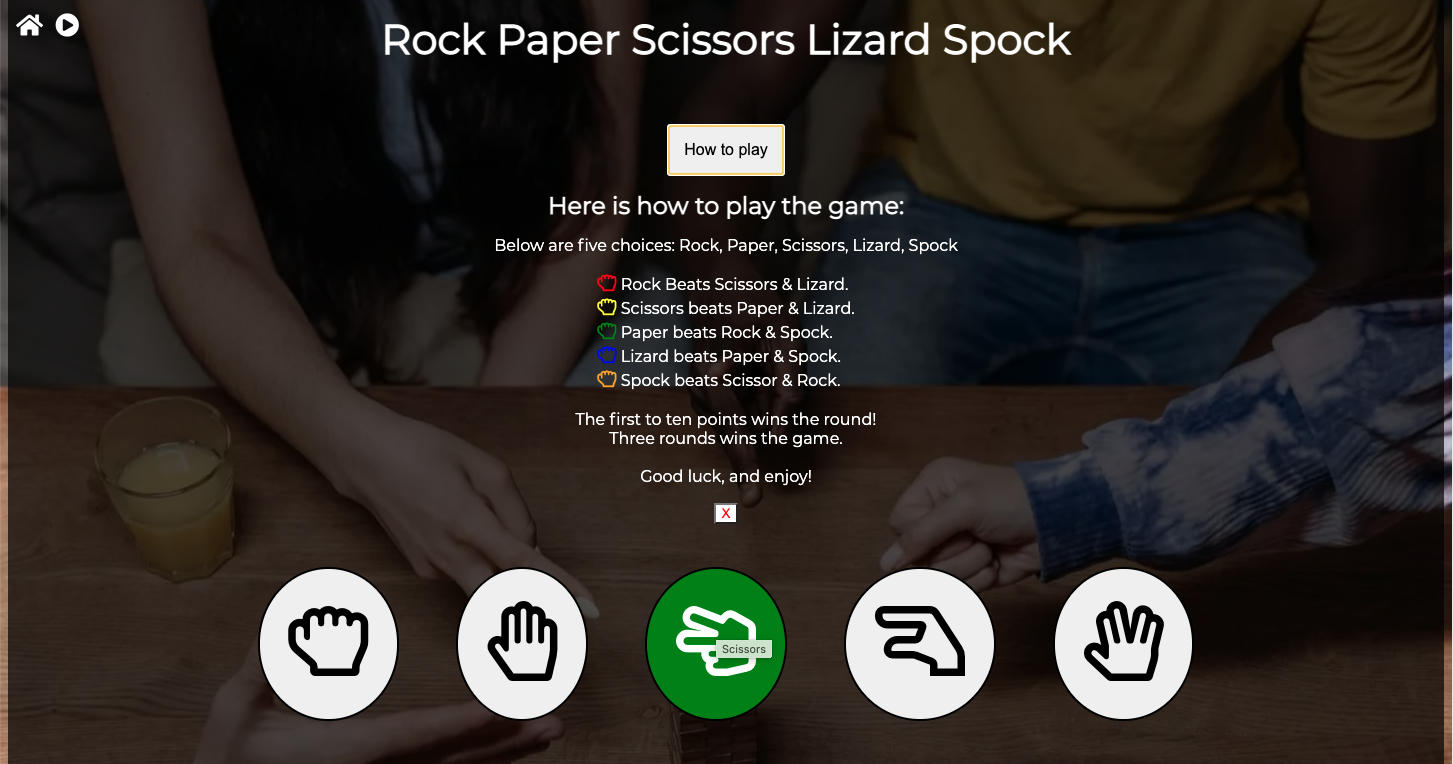 Rock Paper Scissors Lizard Spock
How to play
Here is how to play the game:
Below are five choices: Rock, Paper, Scissors, Lizard, Spock
Rock Beats Scissors & Lizard.
Scissors beats Paper & Lizard.
Paper beats Rock & Spock.
Lizard beats Paper & Spock.
Spock beats Scissor & Rock.
The first to ten points wins the round!
Three rounds wins the game.
Good luck, and enjoy!
X
Scissors